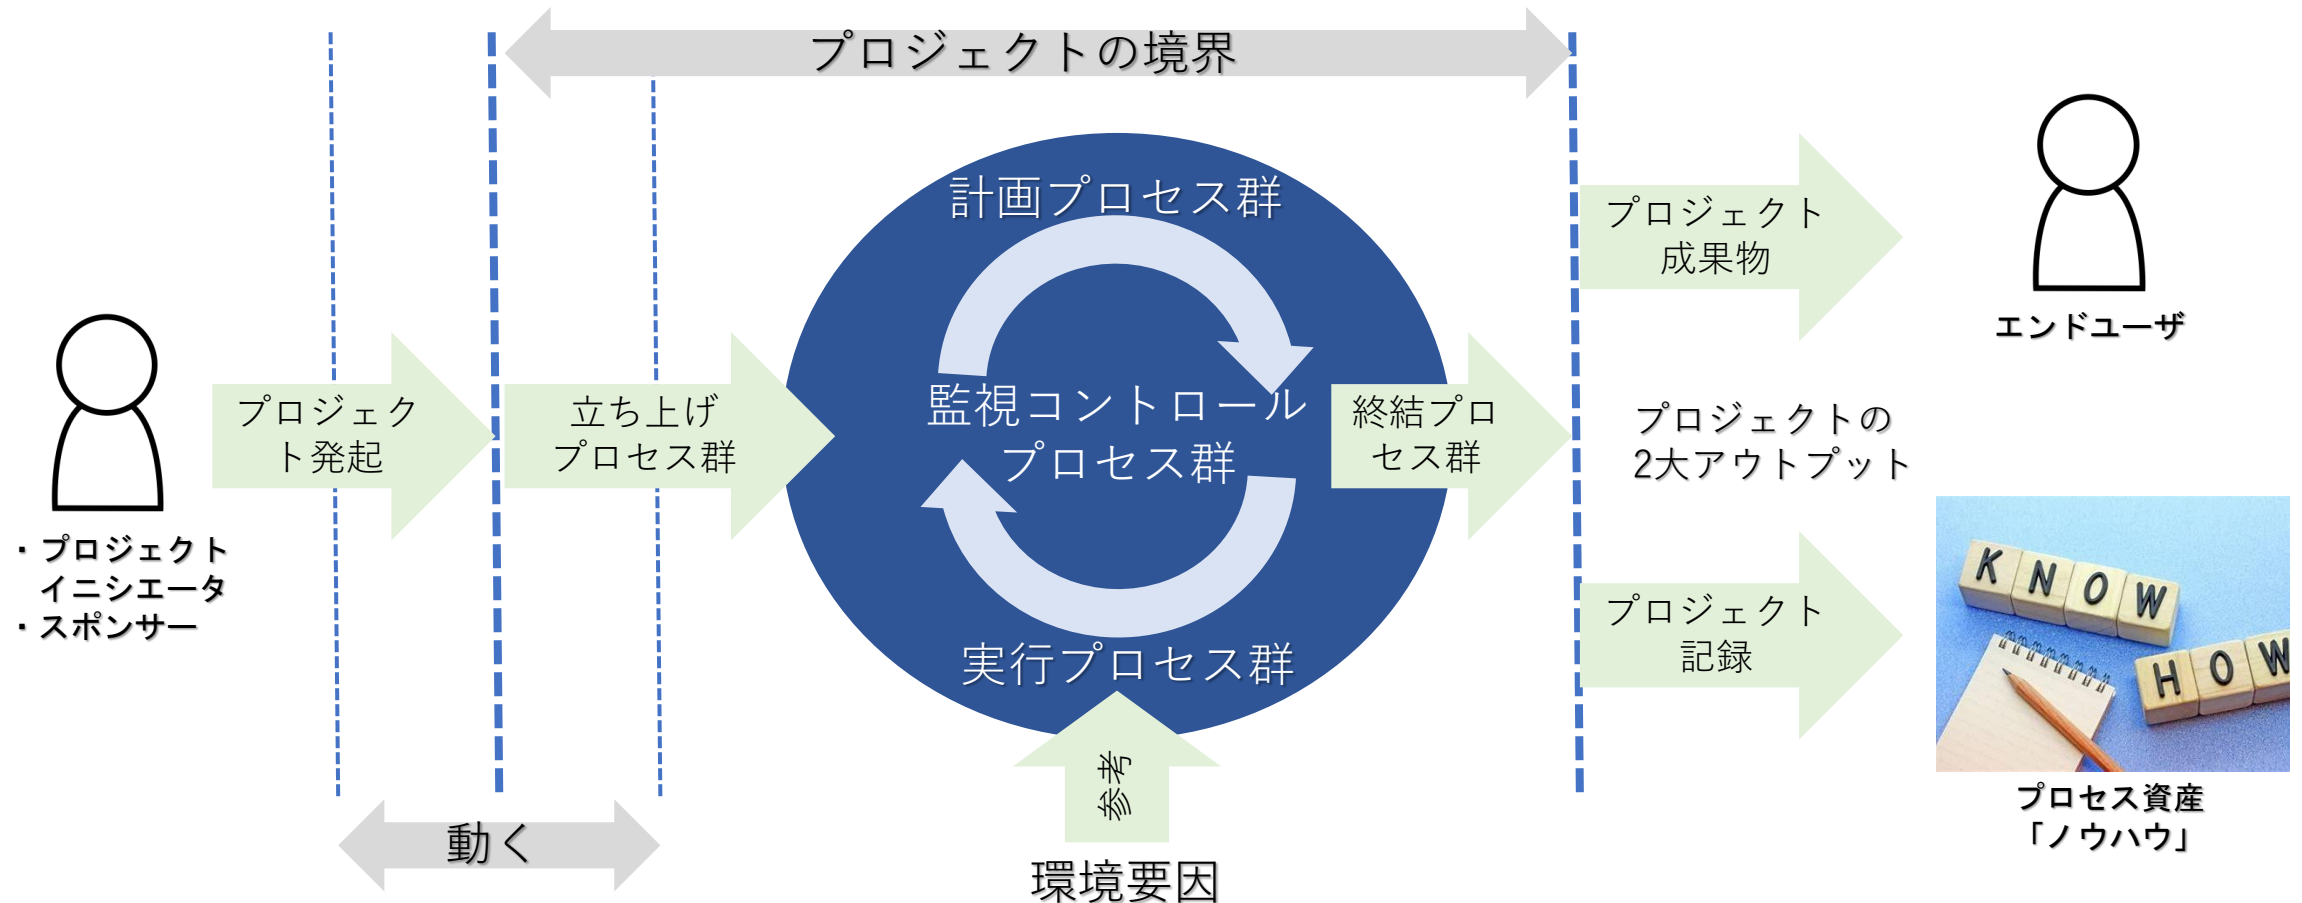 プロジェクトの境界
・プロジェクト
イニシエータ
・スポンサー
プロジェク
ト発起
動く
立ち上げ
プロセス群
計画プロセス群
監視コントロール
プロセス群
実行プロセス群
参考
環境要因
終結プロ
セス群
プロジェクト
成果物
エンドユーザ
プロジェクトの
2大アウトプット
プロジェクト
記録
KNOW
HOW
プロセス資産
「ノウハウ」